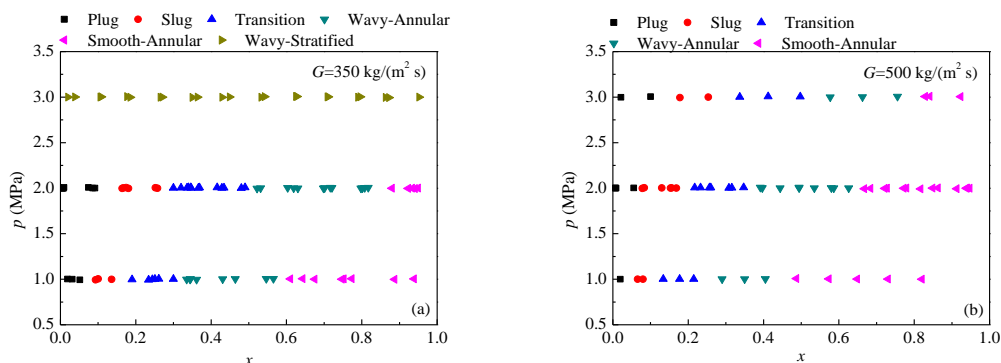 Plug Slug Transition Wavy-Annular
Smooth-Annular Wavy-Stratified
3.5
G=350 kg/(m² s)
3.0
2.5
2.0
p (MPa)
1.5
1.0
(a)
0.5
0.0 0.2 0.4 0.6 0.8 1.0
x
Plug Slug Transition
Wavy-Annular Smooth-Annular
3.5
G=500 kg/(m² s)
3.0
2.5
2.0
p (MPa)
1.5
1.0
(b)
0.5
0.0 0.2 0.4 0.6 0.8 1.0
x